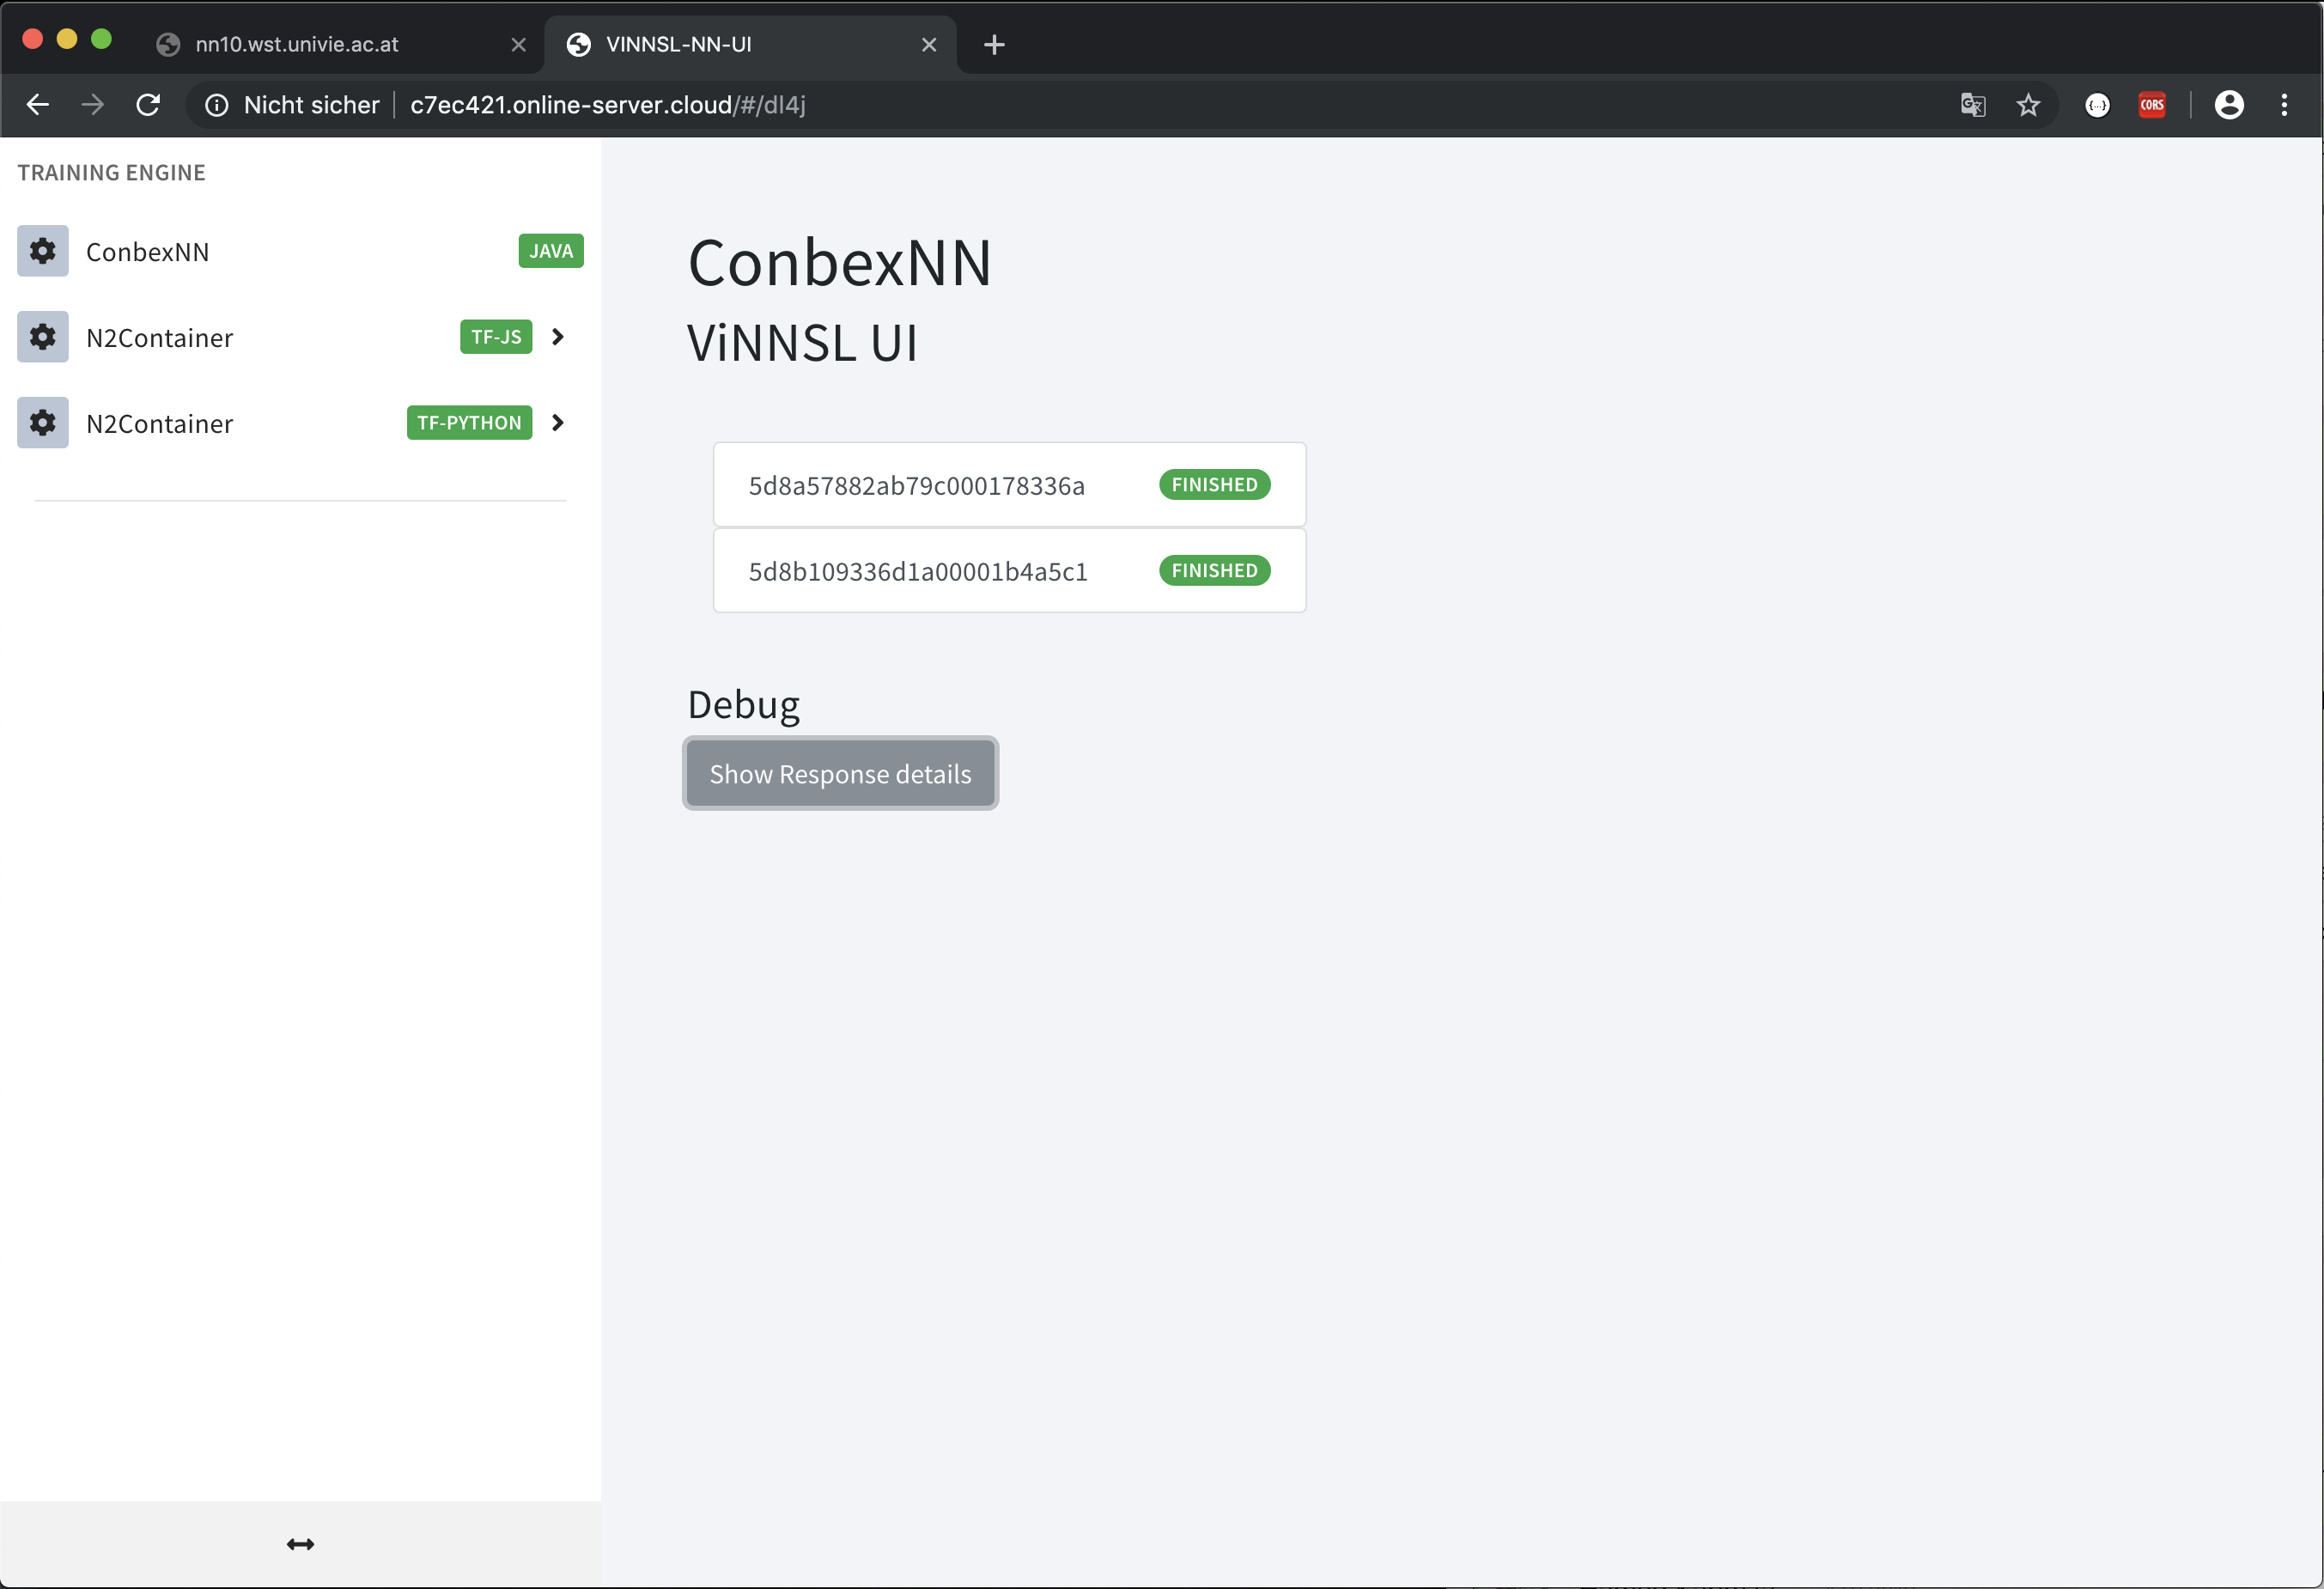 nn10.wst.univie.ac.at
VINNSL-NN-UI
Nicht sicher
c7ec421.online-server.cloud/#/dl4j
CORS
TRAINING ENGINE
ConbexNN JAVA
N2Container TF-JS
N2Container TF-PYTHON
ConbexNN
ViNNSL UI
5d8a57882ab79c000178336a FINISHED
5d8b109336d1a00001b4a5c1 FINISHED
Debug
Show Response details